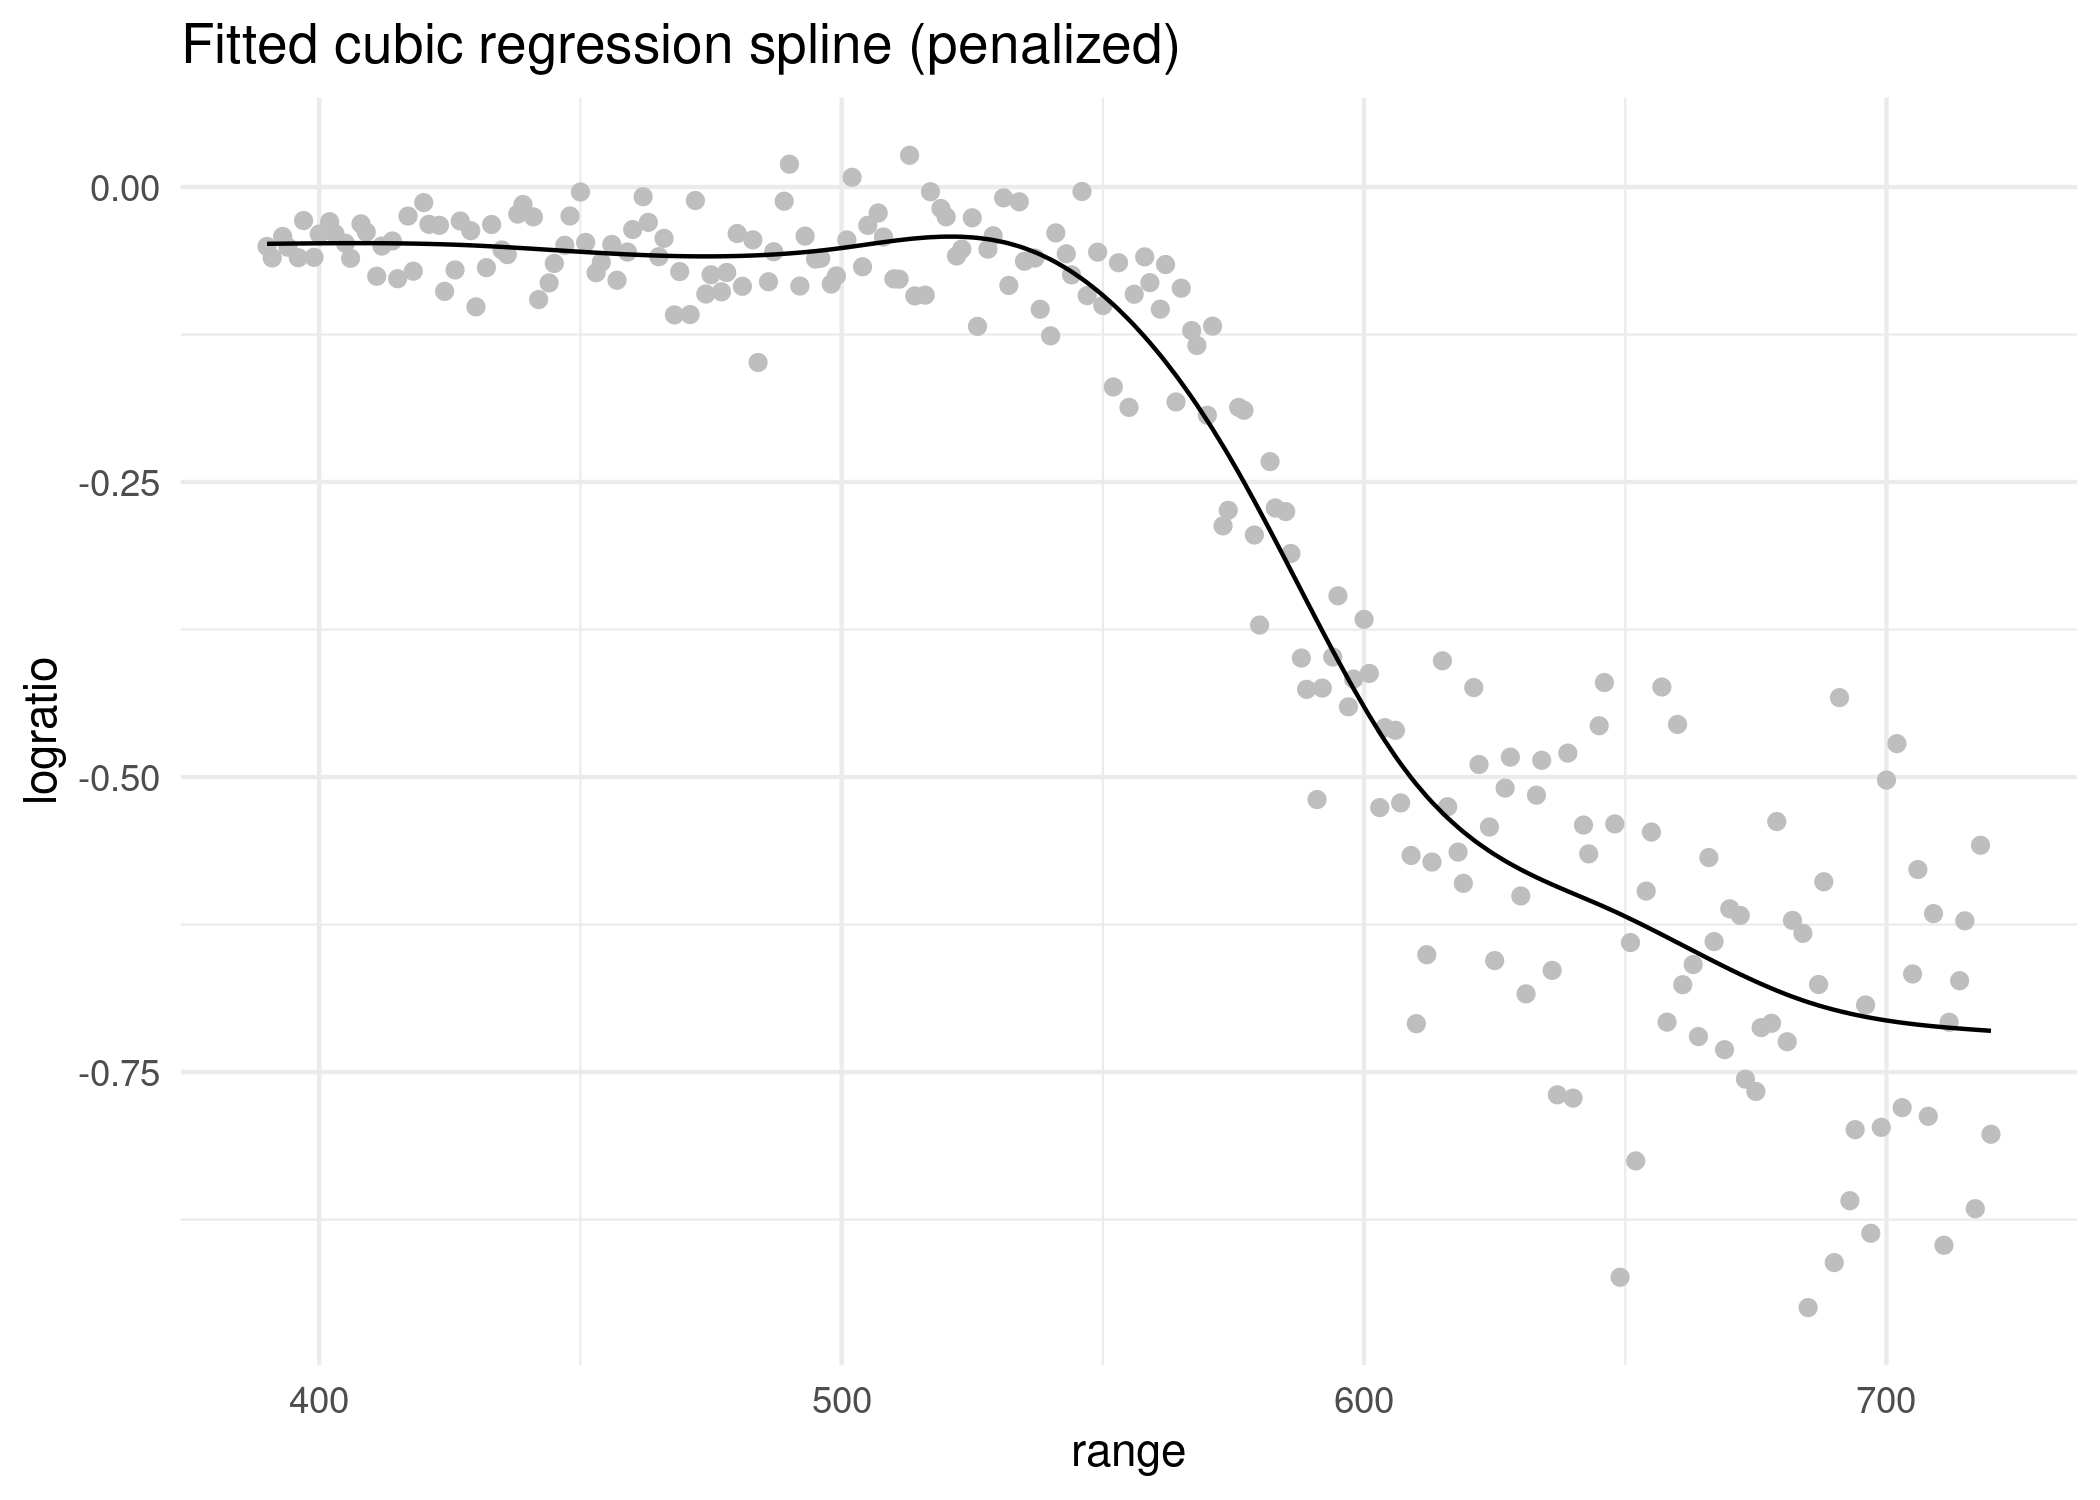 Fitted cubic regression spline (penalized)
0.00
-0.25
-0.50
-0.75
logratio
400 500 600 700
range